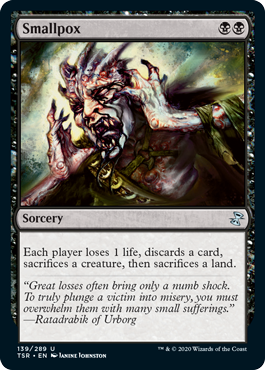 Smallpox
Sorcery
Each player loses 1 life, discards a card,
sacrifices a creature, then sacrifices a land.
“Great losses often bring only a numb shock.
To truly plunge a victim into misery, you must
overwhelm them with many small sufferings.”
—Ratadrabik of Urborg
139/289 U
TSR • EN JANINE JOHNSTON
™ & © 2020 Wizards of the Coast